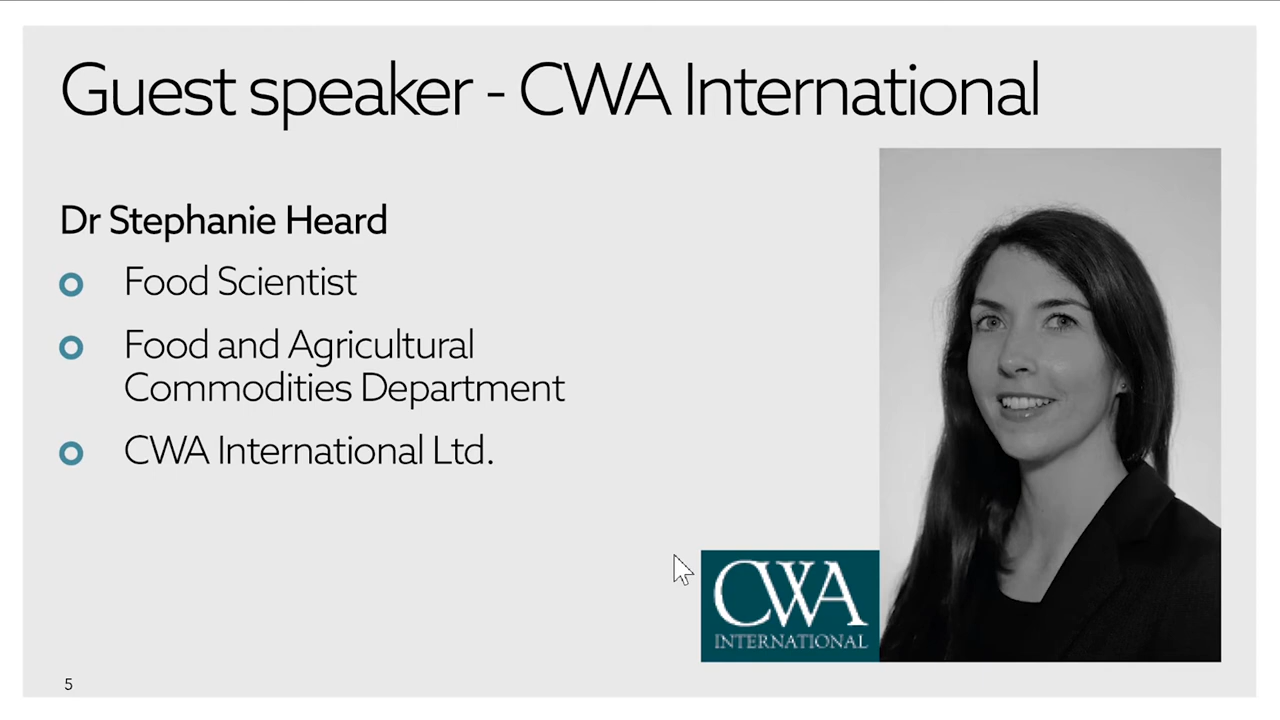 Guest speaker - CWA International
Dr Stephanie Heard
Food Scientist
Food and Agricultural
Commodities Department
CWA International Ltd.
CWA
INTERNATIONAL
5